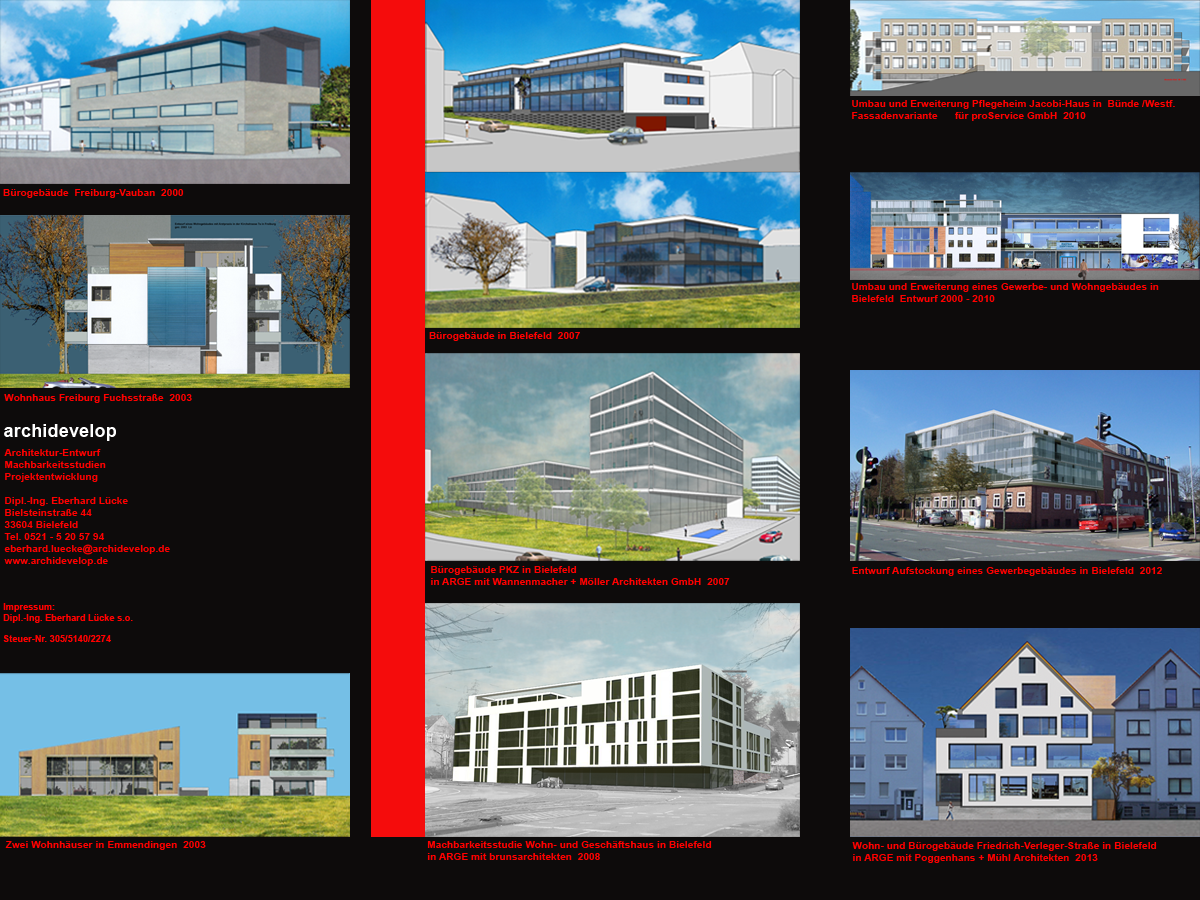 Bürogebäude Freiburg-Vauban 2000
Wohnhaus Freiburg Fuchsstraße 2003
archidevelop
Architektur-Entwurf
Machbarkeitsstudien
Projektentwicklung
Dipl.-Ing. Eberhard Lücke
Bielsteinstraße 44
33604 Bielefeld
Tel. 0521 - 5 20 57 94
eberhard.luecke@archidevelop.de
www.archidevelop.de
Impressum:
Dipl.-Ing. Eberhard Lücke s.o.
Steuer-Nr. 305/5140/2274
Zwei Wohnhäuser in Emmendingen 2003
Bürogebäude in Bielefeld 2007
Bürogebäude PKZ in Bielefeld
in ARGE mit Wannenmacher + Möller Architekten GmbH 2007
Machbarkeitsstudie Wohn- und Geschäftshaus in Bielefeld
in ARGE mit brunsarchitekten 2008
Umbau und Erweiterung Pflegeheim Jacobi-Haus in Bünde /Westf.
Fassadenvariante für proService GmbH 2010
Umbau und Erweiterung eines Gewerbe- und Wohngebäudes in
Bielefeld Entwurf 2000 - 2010
Entwurf Aufstockung eines Gewerbegebäudes in Bielefeld 2012
Wohn- und Bürogebäude Friedrich-Verleger-Straße in Bielefeld
in ARGE mit Poggenhans + Mühl Architekten 2013